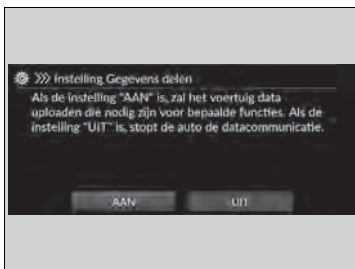 Instelling Gegevens delen
Als de instelling "AAN" is, zal het voertuig data
uploaden die nodig zijn voor bepaalde functies. Als de
instelling "UIT" is, stopt de auto de datacommunicatie.
AAN
UIT